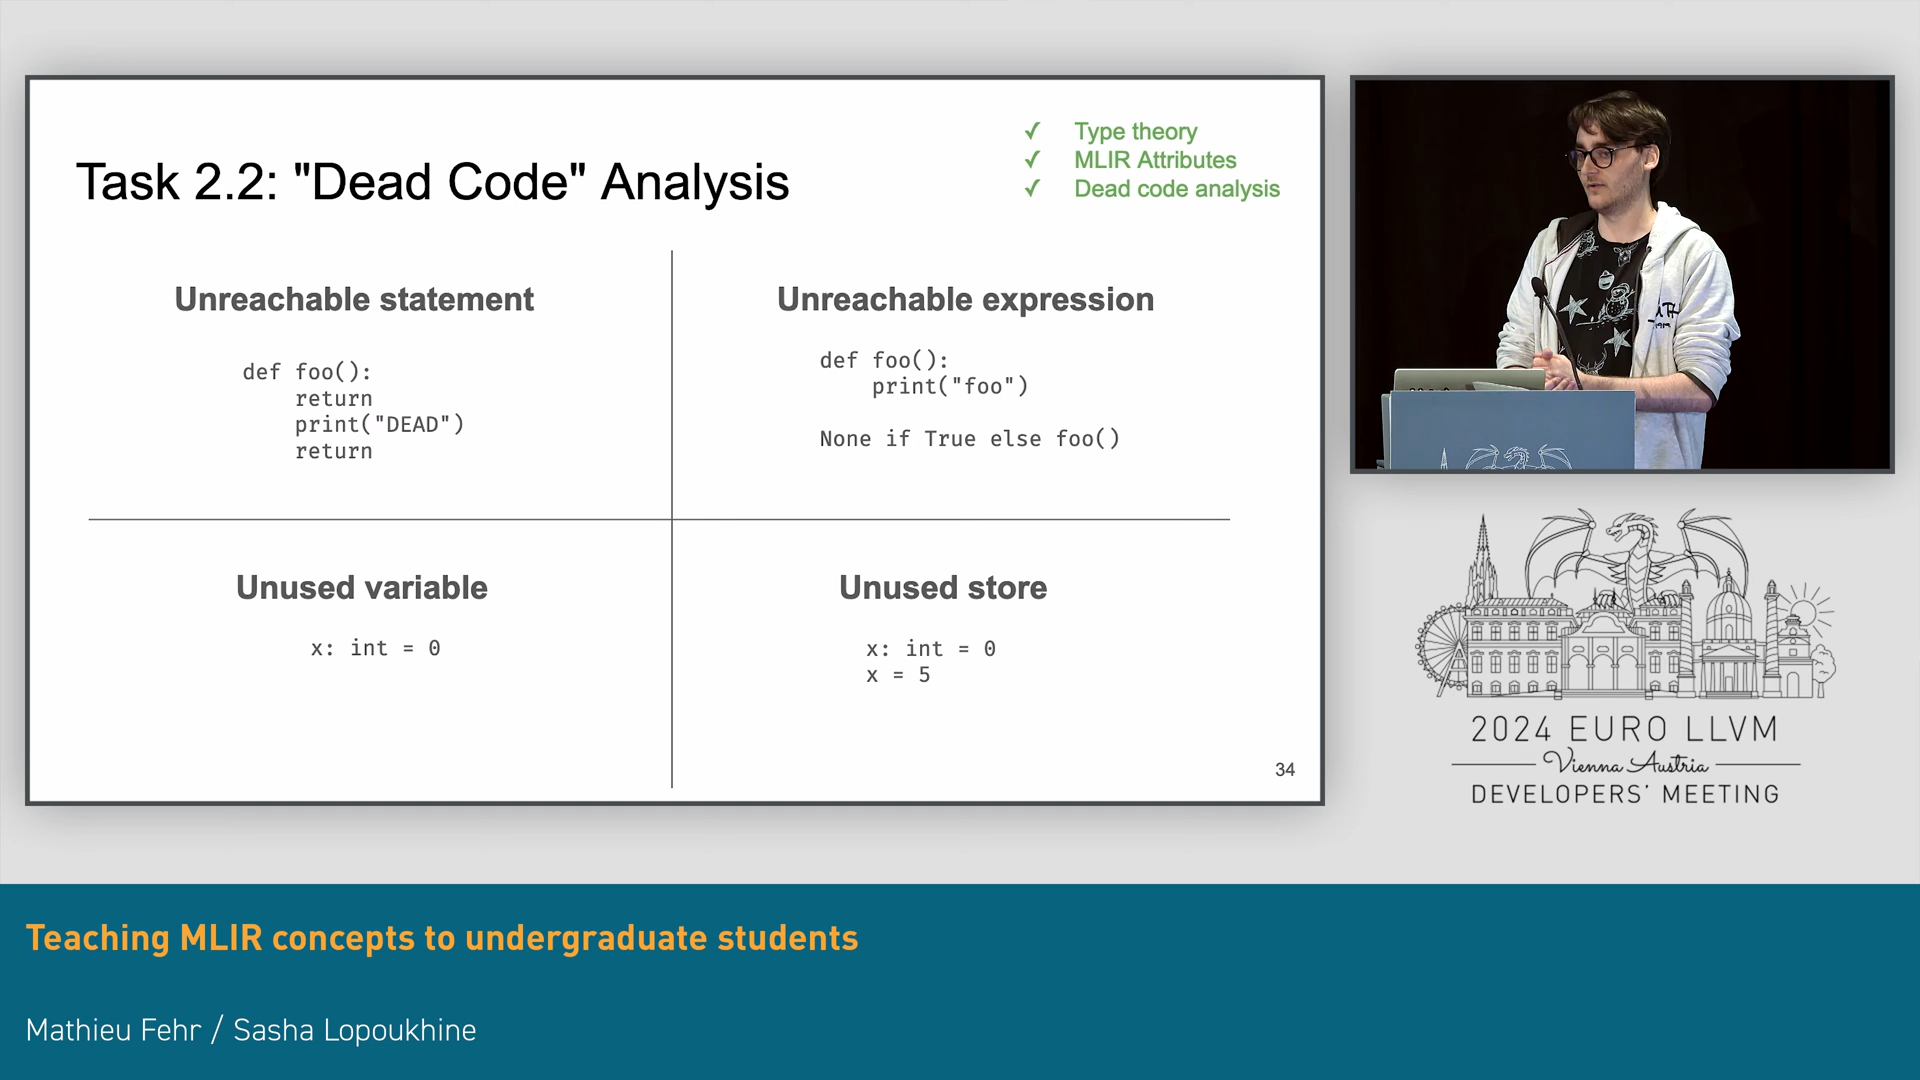 Task 2.2: "Dead Code" Analysis
✓ Type theory
✓ MLIR Attributes
✓ Dead code analysis
Unreachable statement
def foo():
    return
    print("DEAD")
    return
Unreachable expression
def foo():
    print("foo")
None if True else foo()
Unused variable
x: int = 0
Unused store
x: int = 0
x = 5
34
2024 EURO LLVM
Vienna Austria
DEVELOPERS' MEETING
Teaching MLIR concepts to undergraduate students
Mathieu Fehr / Sasha Lopoukhine